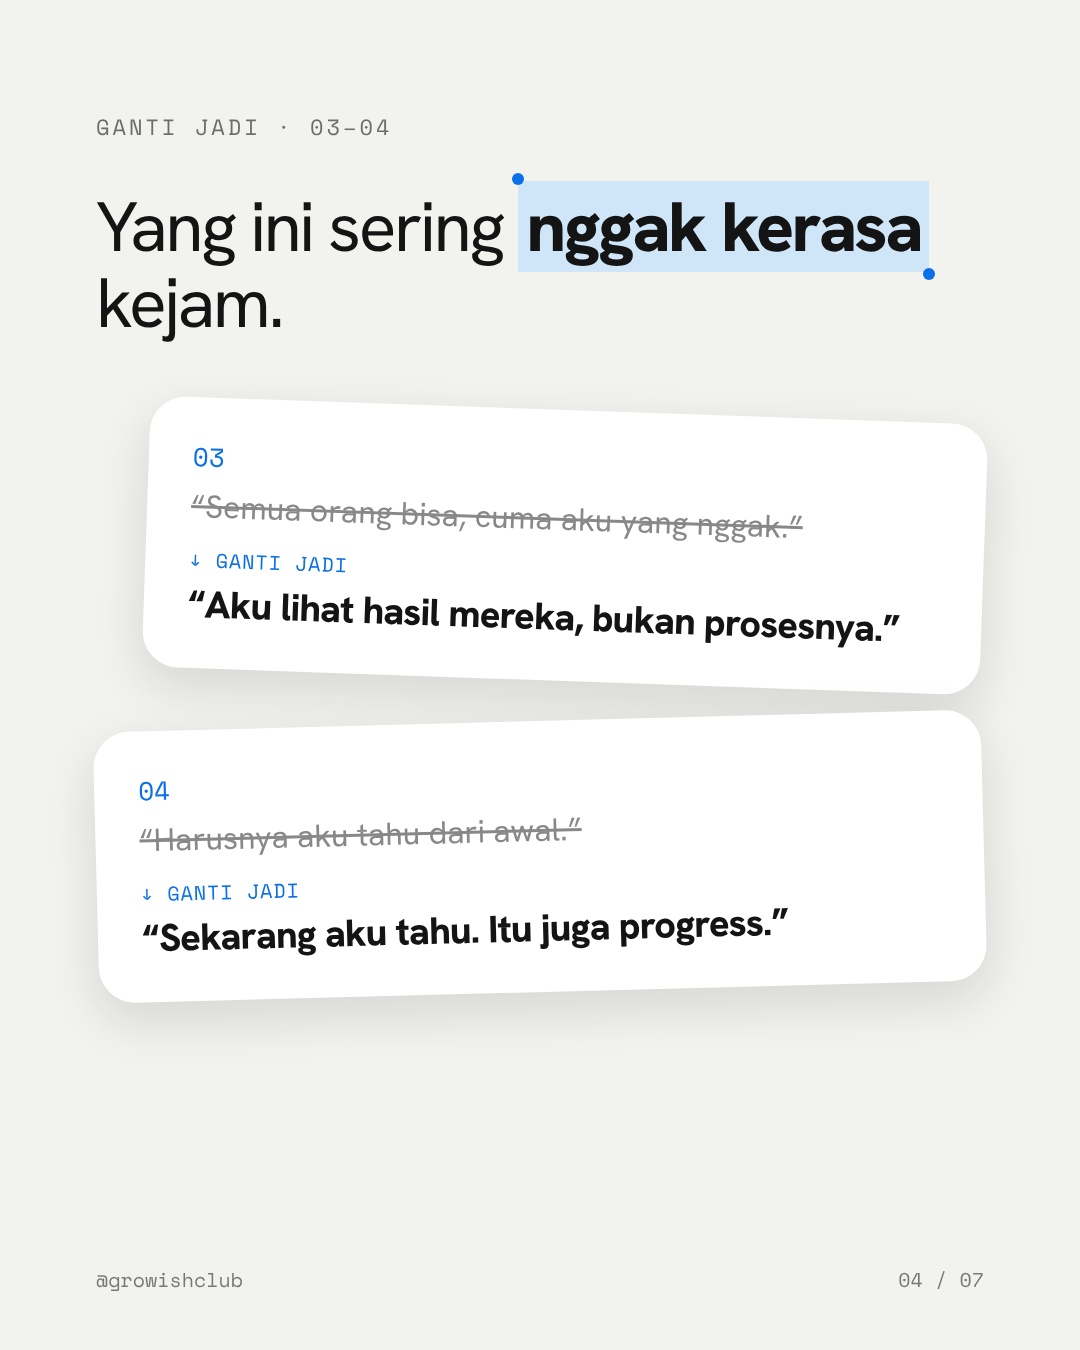 GANTI JADI · 03–04
Yang ini sering nggak kerasa
kejam.
03
“Semua orang bisa, cuma aku yang nggak.”
↓ GANTI JADI
“Aku lihat hasil mereka, bukan prosesnya.”
04
“Harusnya aku tahu dari awal.”
↓ GANTI JADI
“Sekarang aku tahu. Itu juga progress.”
@growishclub
04 / 07